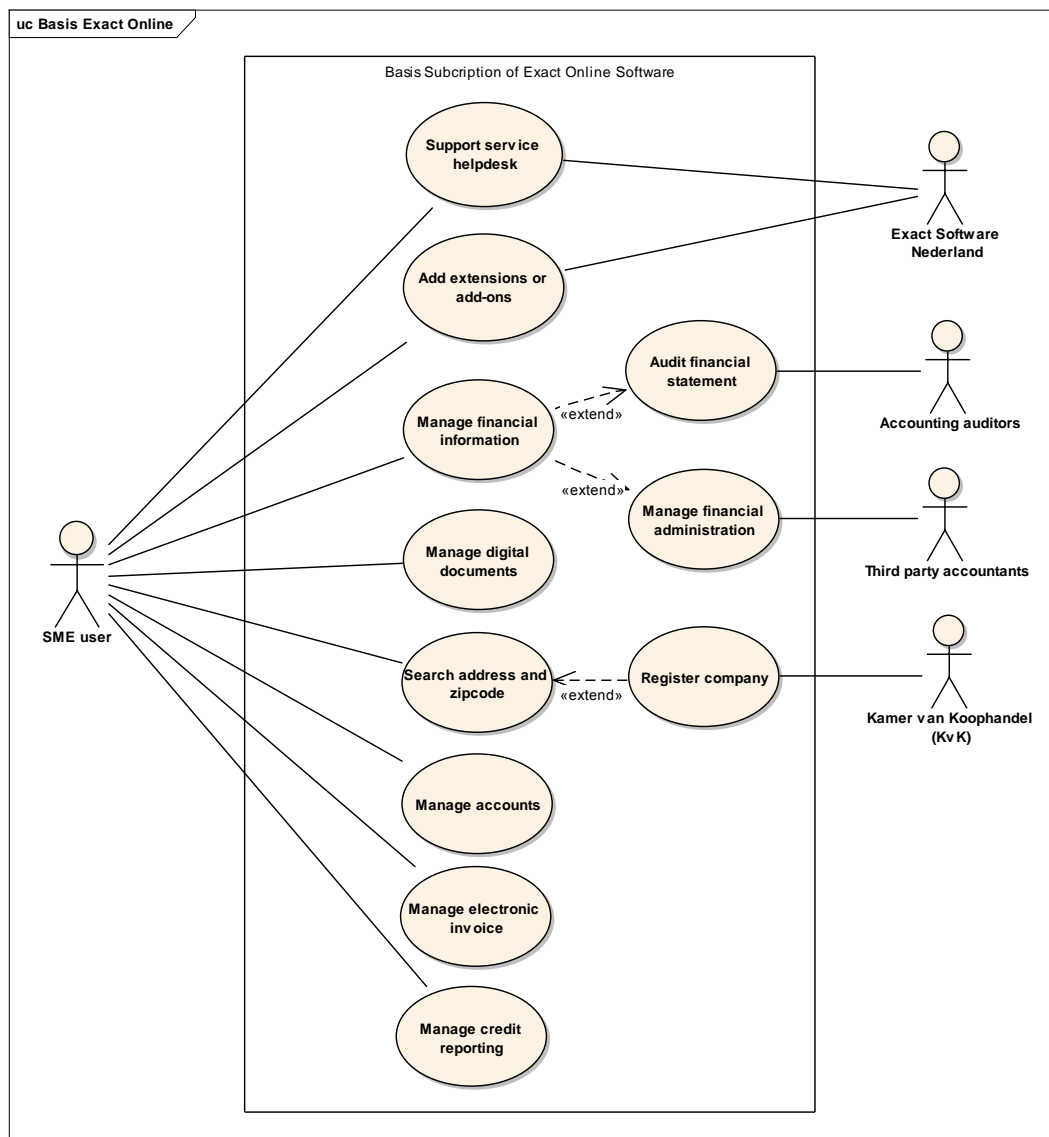 uc Basis Exact Online
Basis Subcription of Exact Online Software
Support service
helpdesk
Exact Software
Nederland
Add extensions or
add-ons
Audit financial
statement
Accounting auditors
Manage financial
information
«extend»
«extend»
Manage financial
administration
Third party accountants
Manage digital
documents
SME user
Search address and
zipcode
«extend»
Register company
Kamer van Koophandel
(KvK)
Manage accounts
Manage electronic
invoice
Manage credit
reporting